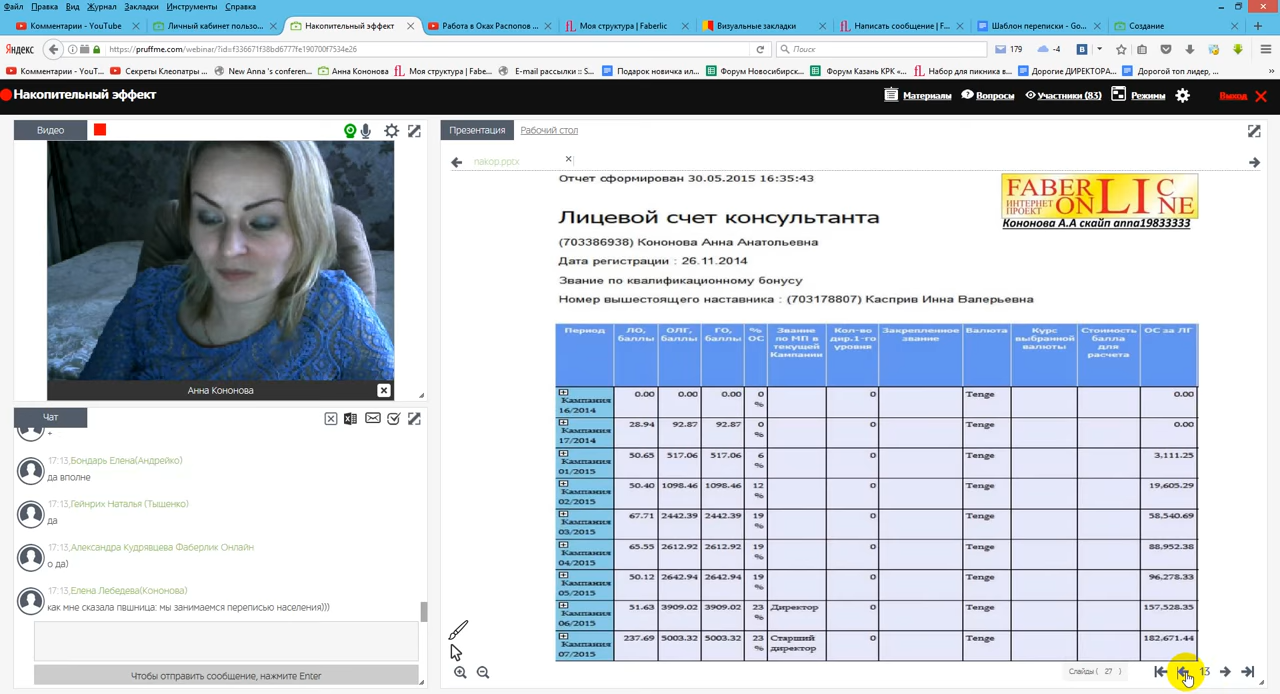 Файл Правка Вид Журнал Закладки Инструменты Справка
Комментарии - YouTube
Личный кабинет пользо...
Накопительный эффект
Работа в Оках Распопов ...
Моя структура | Faberlic
Визуальные закладки
Написать сообщение | F...
Шаблон переписки - Go...
Создание
Яндекс
https://pruffme.com/webinar/?id=f336671f38bd6777fe190700f7534e26
Поиск
179
-4
Комментарии - YouT...
Секреты Клеопатры ...
New Anna 's conferen...
Анна Кононова
Моя структура | Fabe...
E-mail рассылки :: S...
Подарок новичка ил...
Форум Новосибирс...
Форум Казань КРК «...
Набор для пикника в...
Дорогие ДИРЕКТОРА...
Дорогой топ лидер, ...
Накопительный эффект
Материалы
Вопросы
Участники (83)
Режимы
Выход
Видео
Анна Кононова
Чат
+
17:13,Бондарь Елена(Андрейко)
да вполне
17:13,Гейнрих Наталья (Тыщенко)
да
17:13,Александра Кудрявцева Фаберлик Онлайн
о да)
17:13,Елена Лебедева(Кононова)
как мне сказала пвшница: мы занимаемся переписью населения)))
Чтобы отправить сообщение, нажмите Enter
Презентация
Рабочий стол
nakop.pptx
Отчет сформирован 30.05.2015 16:35:43
FABERLIC
ИНТЕРНЕТ ПРОЕКТ ONLINE
Кононова А.А скайп anna19833333
Лицевой счет консультанта
(703386938) Кононова Анна Анатольевна
Дата регистрации : 26.11.2014
Звание по квалификационному бонусу
Номер вышестоящего наставника : (703178807) Касприв Инна Валерьевна
Период ЛО, баллы ОЛГ, баллы ГО, баллы % ОС Звание по МП в текущей Кампании Кол-во дир.1-го уровня Закрепленное звание Валюта Курс выбранной валюты Стоимость балла для расчета ОС за ЛГ
Кампания 16/2014 0.00 0.00 0.00 0 % 0 Tenge 0.00
Кампания 17/2014 28.94 92.87 92.87 0 % 0 Tenge 0.00
Кампания 01/2015 50.65 517.06 517.06 6 % 0 Tenge 3,111.25
Кампания 02/2015 50.40 1098.46 1098.46 12 % 0 Tenge 19,605.29
Кампания 03/2015 67.71 2442.39 2442.39 19 % 0 Tenge 58,540.69
Кампания 04/2015 65.55 2612.92 2612.92 19 % 0 Tenge 88,952.38
Кампания 05/2015 50.12 2642.94 2642.94 19 % 0 Tenge 96,278.33
Кампания 06/2015 51.63 3909.02 3909.02 23 % Директор 0 Tenge 157,528.35
Кампания 07/2015 237.69 5003.32 5003.32 23 % Старший директор 0 Tenge 182,671.44
Слайды ( 27 )
13